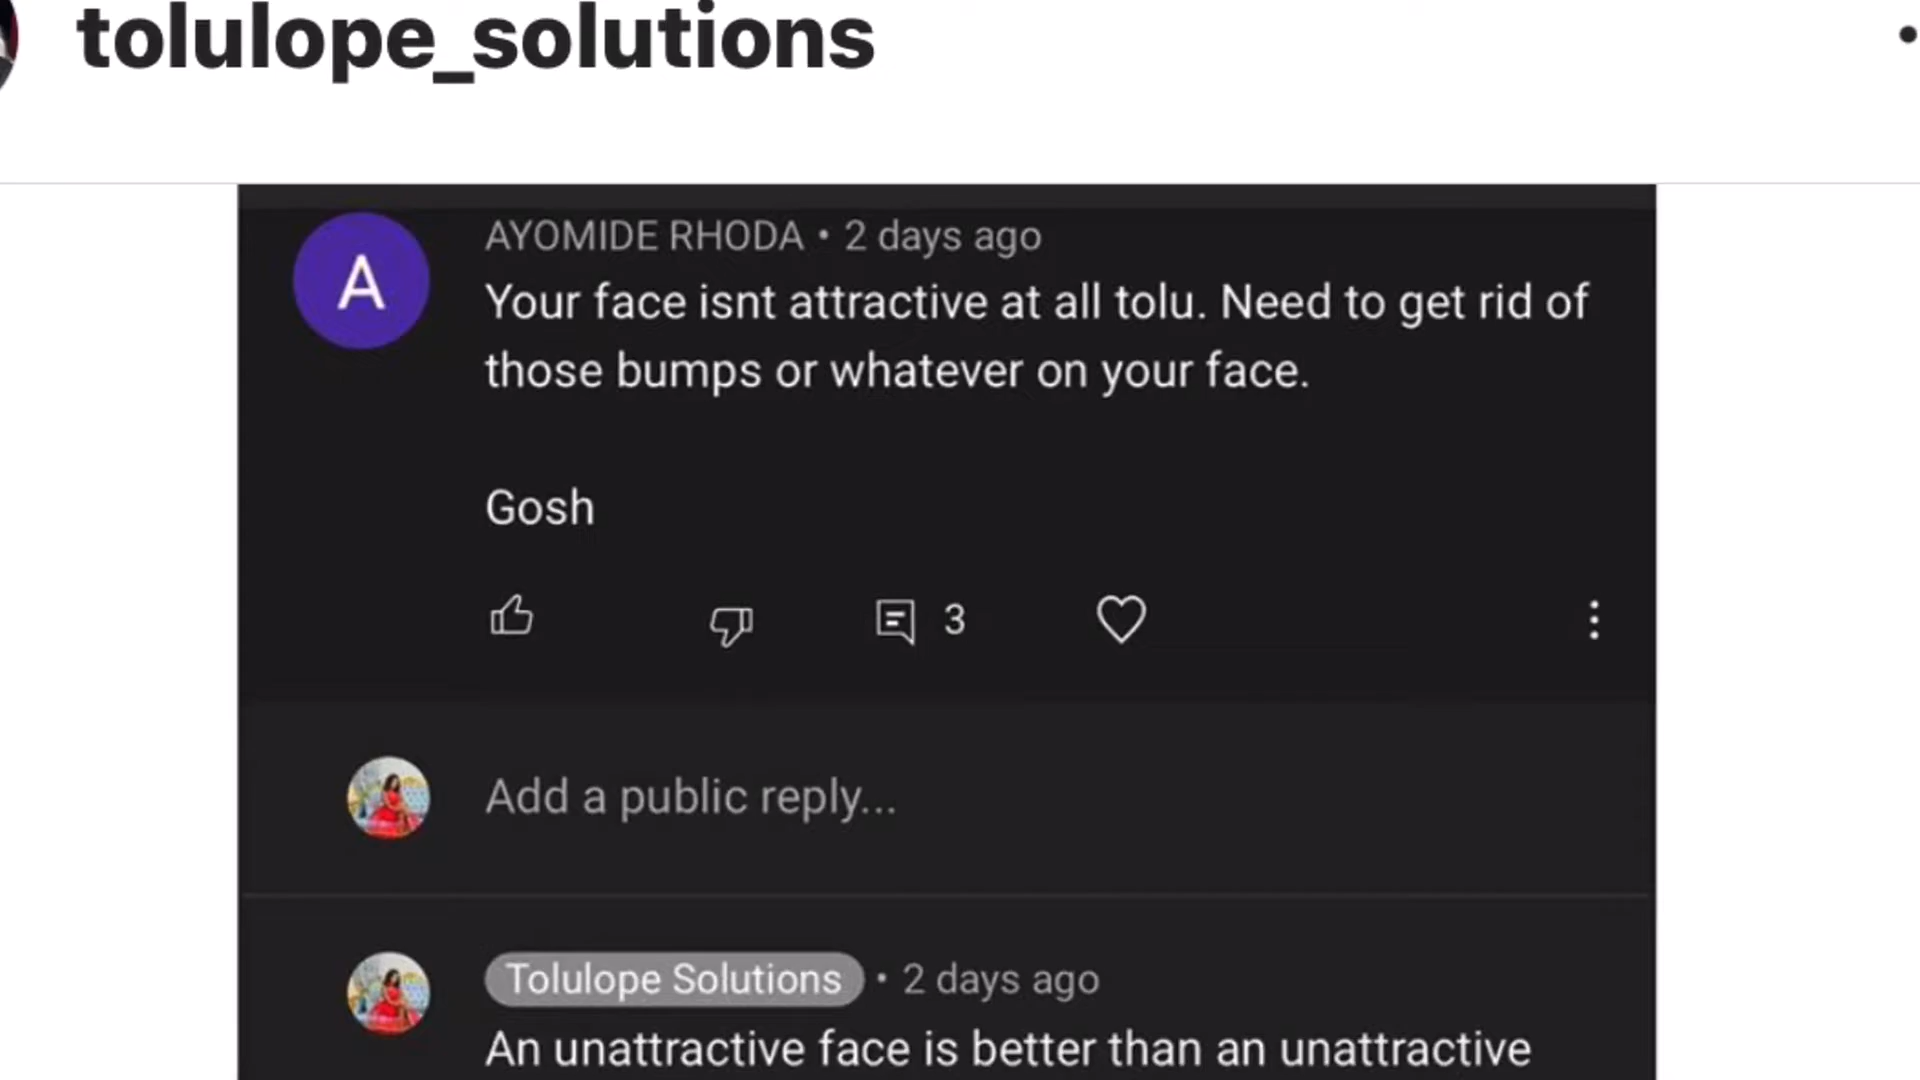 tolulope_solutions
A
AYOMIDE RHODA • 2 days ago
Your face isnt attractive at all tolu. Need to get rid of
those bumps or whatever on your face.
Gosh
3
Add a public reply...
Tolulope Solutions • 2 days ago
An unattractive face is better than an unattractive